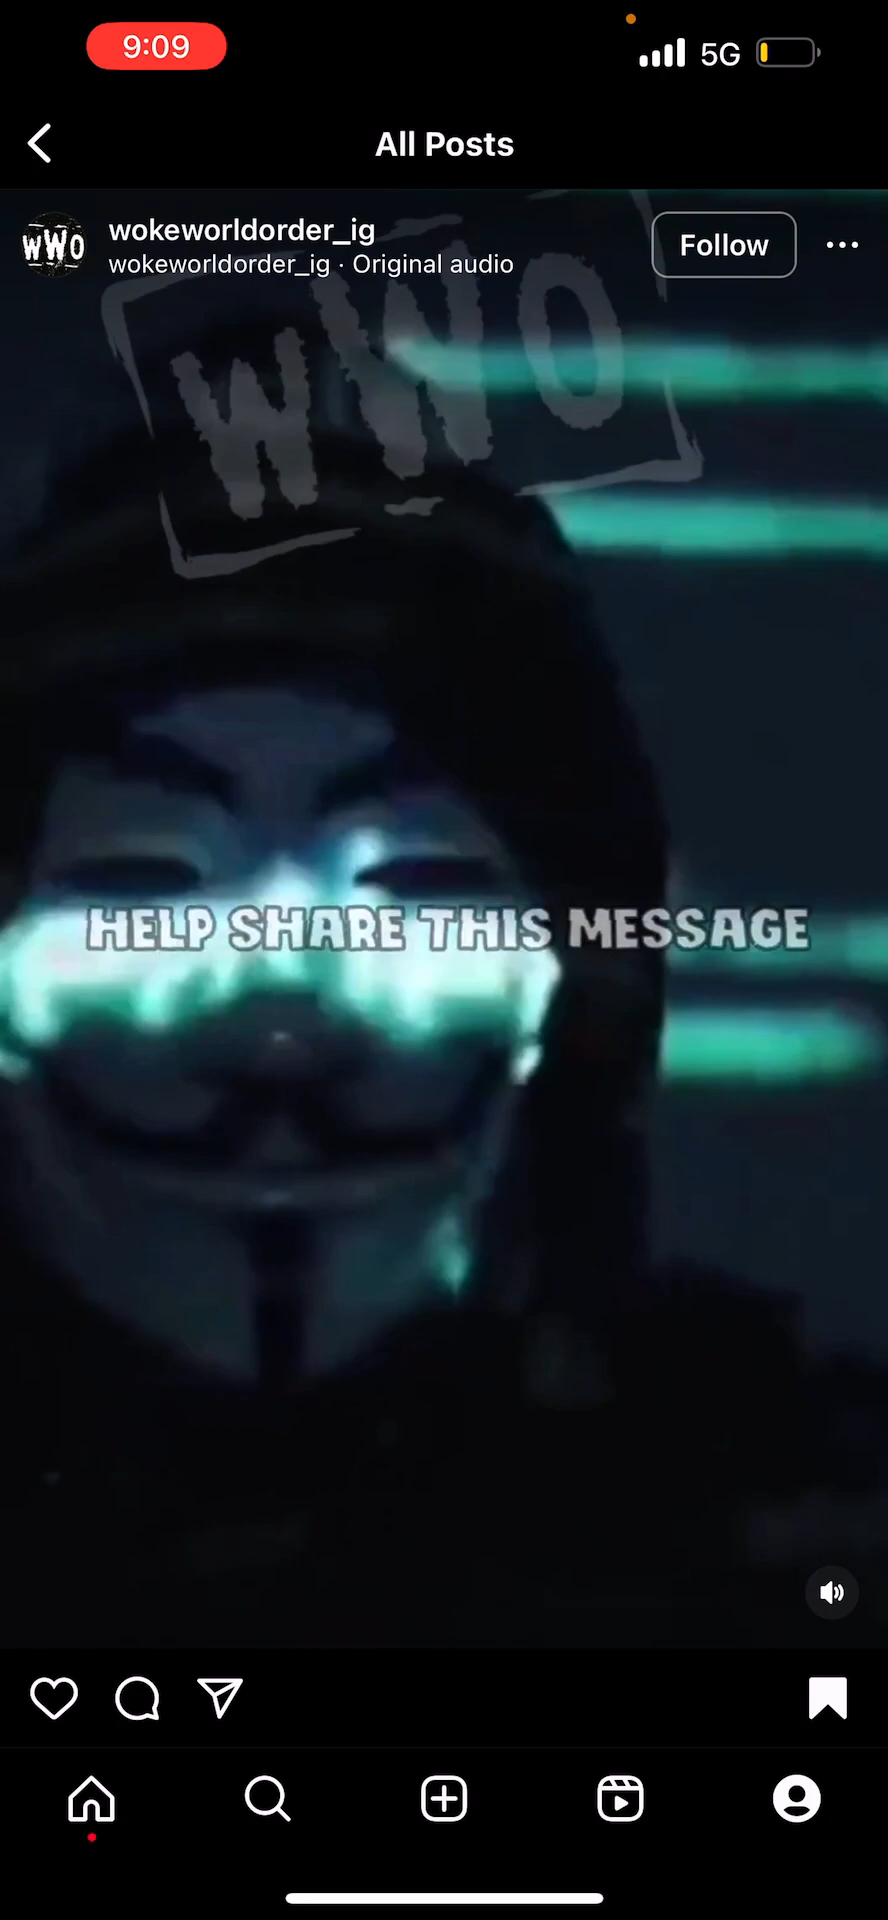 9:09
5G
All Posts
WWO
wokeworldorder_ig
wokeworldorder_ig · Original audio
Follow
WWO
HELP SHARE THIS MESSAGE